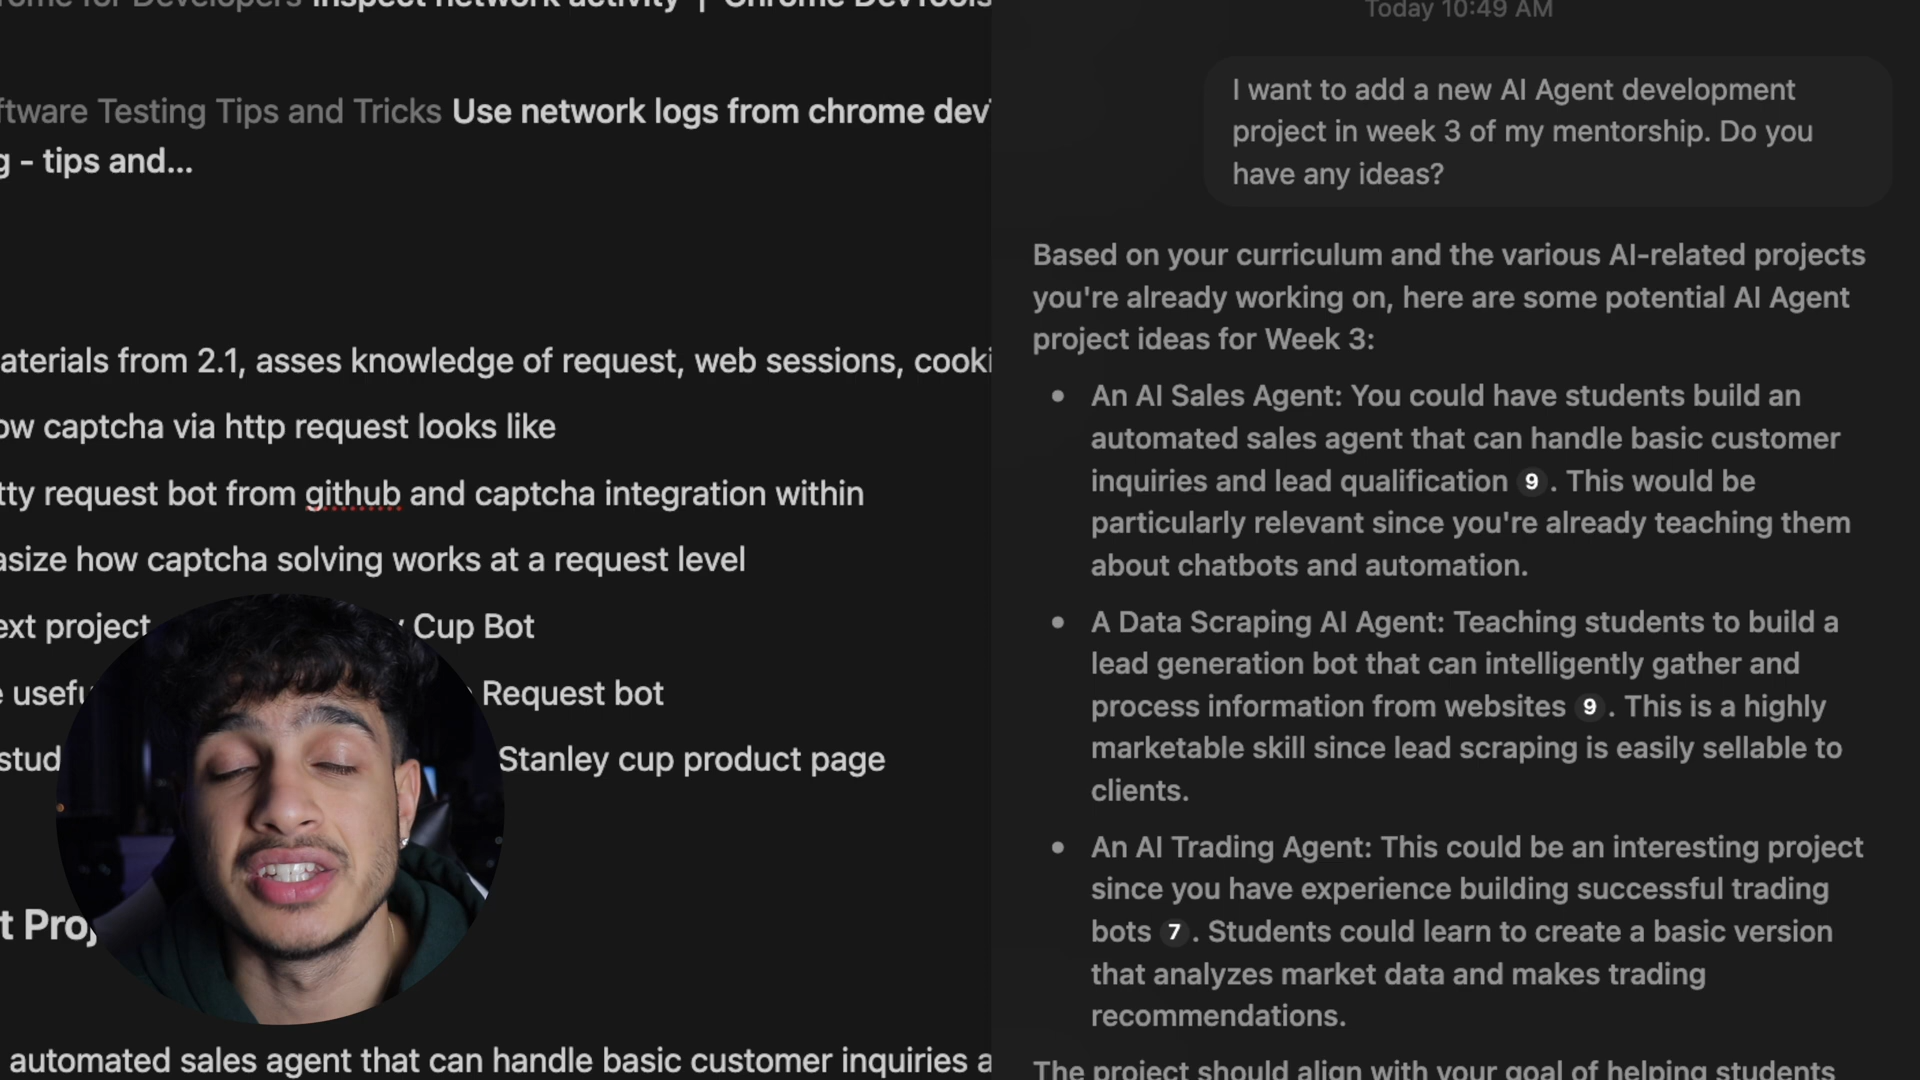 ome for Developers Inspect network activity | Chrome DevTools
ftware Testing Tips and Tricks Use network logs from chrome dev
g - tips and...
aterials from 2.1, asses knowledge of request, web sessions, cooki
ow captcha via http request looks like
tty request bot from github and captcha integration within
asize how captcha solving works at a request level
ext project Cup Bot
e usefu Request bot
stud Stanley cup product page
t Proj
automated sales agent that can handle basic customer inquiries a
Today 10:49 AM
I want to add a new AI Agent development
project in week 3 of my mentorship. Do you
have any ideas?
Based on your curriculum and the various AI-related projects
you're already working on, here are some potential AI Agent
project ideas for Week 3:
• An AI Sales Agent: You could have students build an
automated sales agent that can handle basic customer
inquiries and lead qualification 9. This would be
particularly relevant since you're already teaching them
about chatbots and automation.
• A Data Scraping AI Agent: Teaching students to build a
lead generation bot that can intelligently gather and
process information from websites 9. This is a highly
marketable skill since lead scraping is easily sellable to
clients.
• An AI Trading Agent: This could be an interesting project
since you have experience building successful trading
bots 7. Students could learn to create a basic version
that analyzes market data and makes trading
recommendations.
The project should align with your goal of helping students